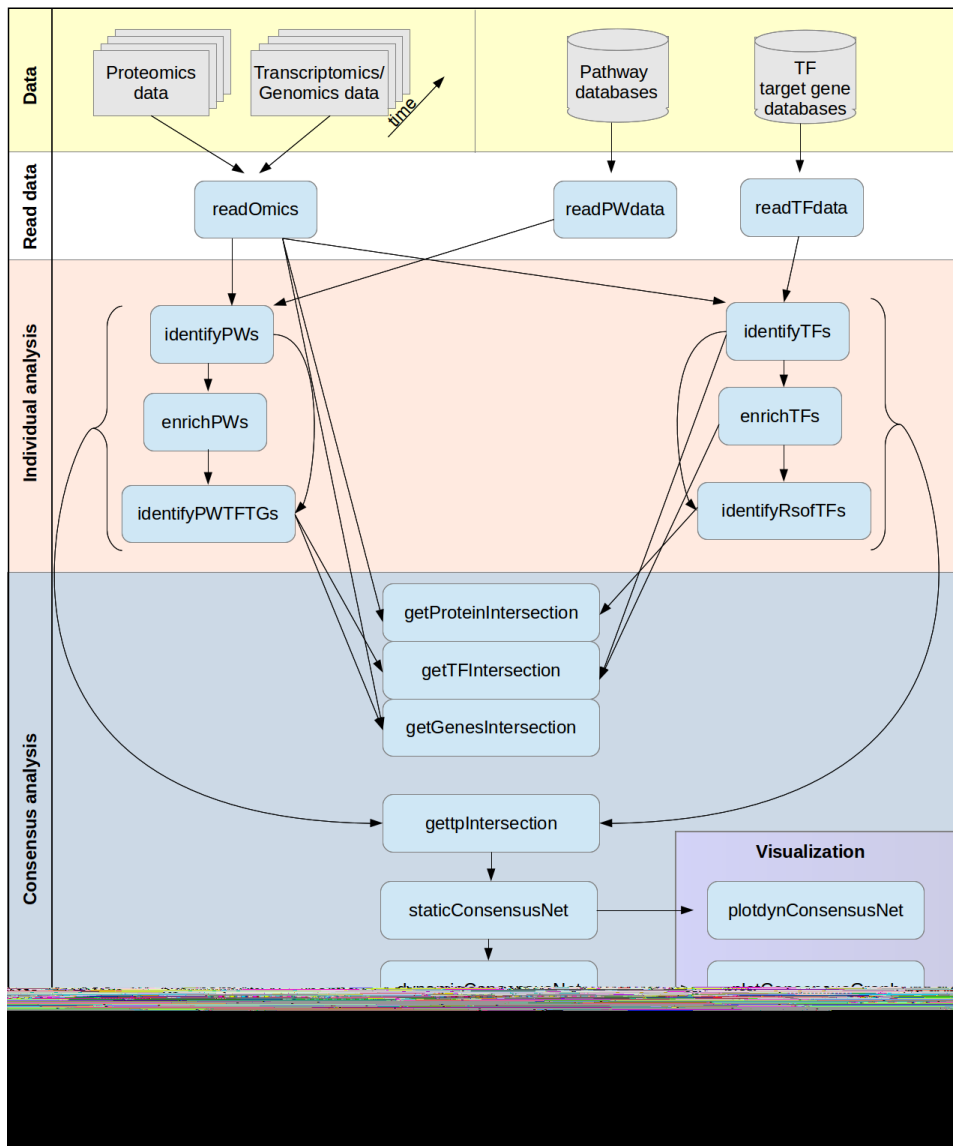 Data
Proteomics
data
Transcriptomics/
Genomics data
time
Pathway
databases
TF
target gene
databases
Read data
readOmics
readPWdata
readTFdata
Individual analysis
identifyPWs
identifyTFs
enrichPWs
enrichTFs
identifyPWTFTGs
identifyRsofTFs
Consensus analysis
getProteinIntersection
getTFIntersection
getGenesIntersection
gettpIntersection
Visualization
staticConsensusNet
plotdynConsensusNet